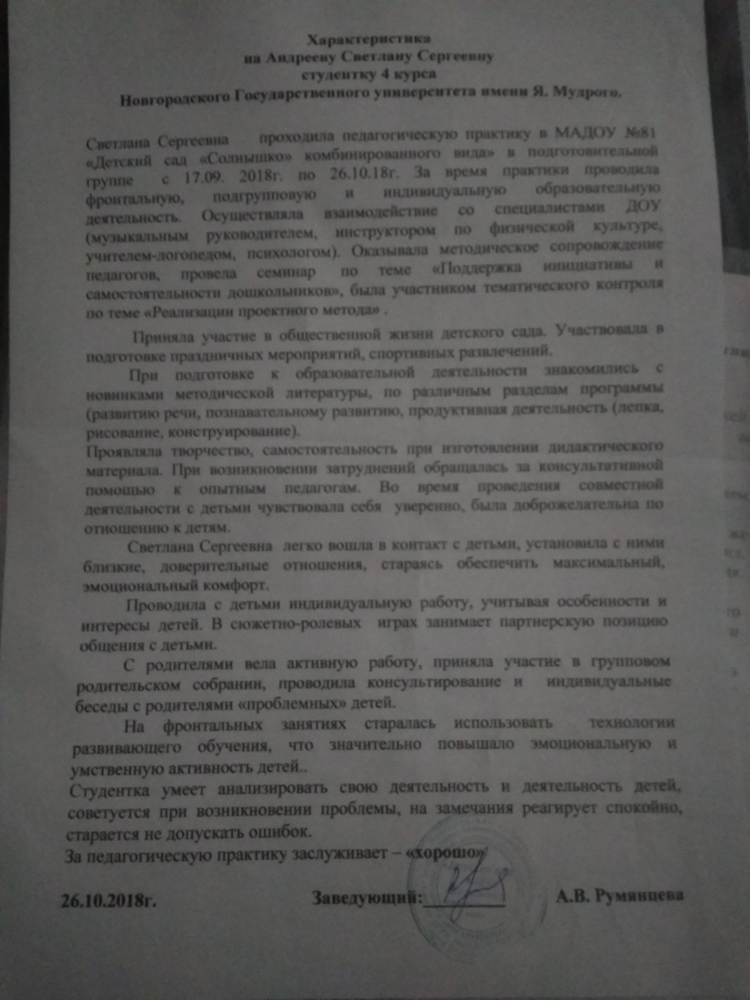 Характеристика
на Андрееву Светлану Сергеевну
студентку 4 курса
Новгородского Государственного университета имени Я. Мудрого.
Светлана Сергеевна проходила педагогическую практику в МАДОУ №81
«Детский сад «Солнышко» комбинированного вида» в подготовительной
группе с 17.09. 2018г. по 26.10.18г. За время практики проводила
фронтальную, подгрупповую и индивидуальную образовательную
деятельность. Осуществляла взаимодействие со специалистами ДОУ
(музыкальным руководителем, инструктором по физической культуре,
учителем-логопедом, психологом). Оказывала методическое сопровождение
педагогов, провела семинар по теме «Поддержка инициативы и
самостоятельности дошкольников», была участником тематического контроля
по теме «Реализации проектного метода» .
Приняла участие в общественной жизни детского сада. Участвовала в
подготовке праздничных мероприятий, спортивных развлечений.
При подготовке к образовательной деятельности знакомились с
новинками методической литературы, по различным разделам программы
(развитию речи, познавательному развитию, продуктивная деятельность (лепка,
рисование, конструирование).
Проявляла творчество, самостоятельность при изготовлении дидактического
материала. При возникновении затруднений обращалась за консультативной
помощью к опытным педагогам. Во время проведения совместной
деятельности с детьми чувствовала себя уверенно, была доброжелательна по
отношению к детям.
Светлана Сергеевна легко вошла в контакт с детьми, установила с ними
близкие, доверительные отношения, стараясь обеспечить максимальный,
эмоциональный комфорт.
Проводила с детьми индивидуальную работу, учитывая особенности и
интересы детей. В сюжетно-ролевых играх занимает партнерскую позицию
общения с детьми.
С родителями вела активную работу, приняла участие в групповом
родительском собрании, проводила консультирование и индивидуальные
беседы с родителями «проблемных» детей.
На фронтальных занятиях старалась использовать технологии
развивающего обучения, что значительно повышало эмоциональную и
умственную активность детей..
Студентка умеет анализировать свою деятельность и деятельность детей,
советуется при возникновении проблемы, на замечания реагирует спокойно,
старается не допускать ошибок.
За педагогическую практику заслуживает – «хорошо»
26.10.2018г. Заведующий:__________ А.В. Румянцева